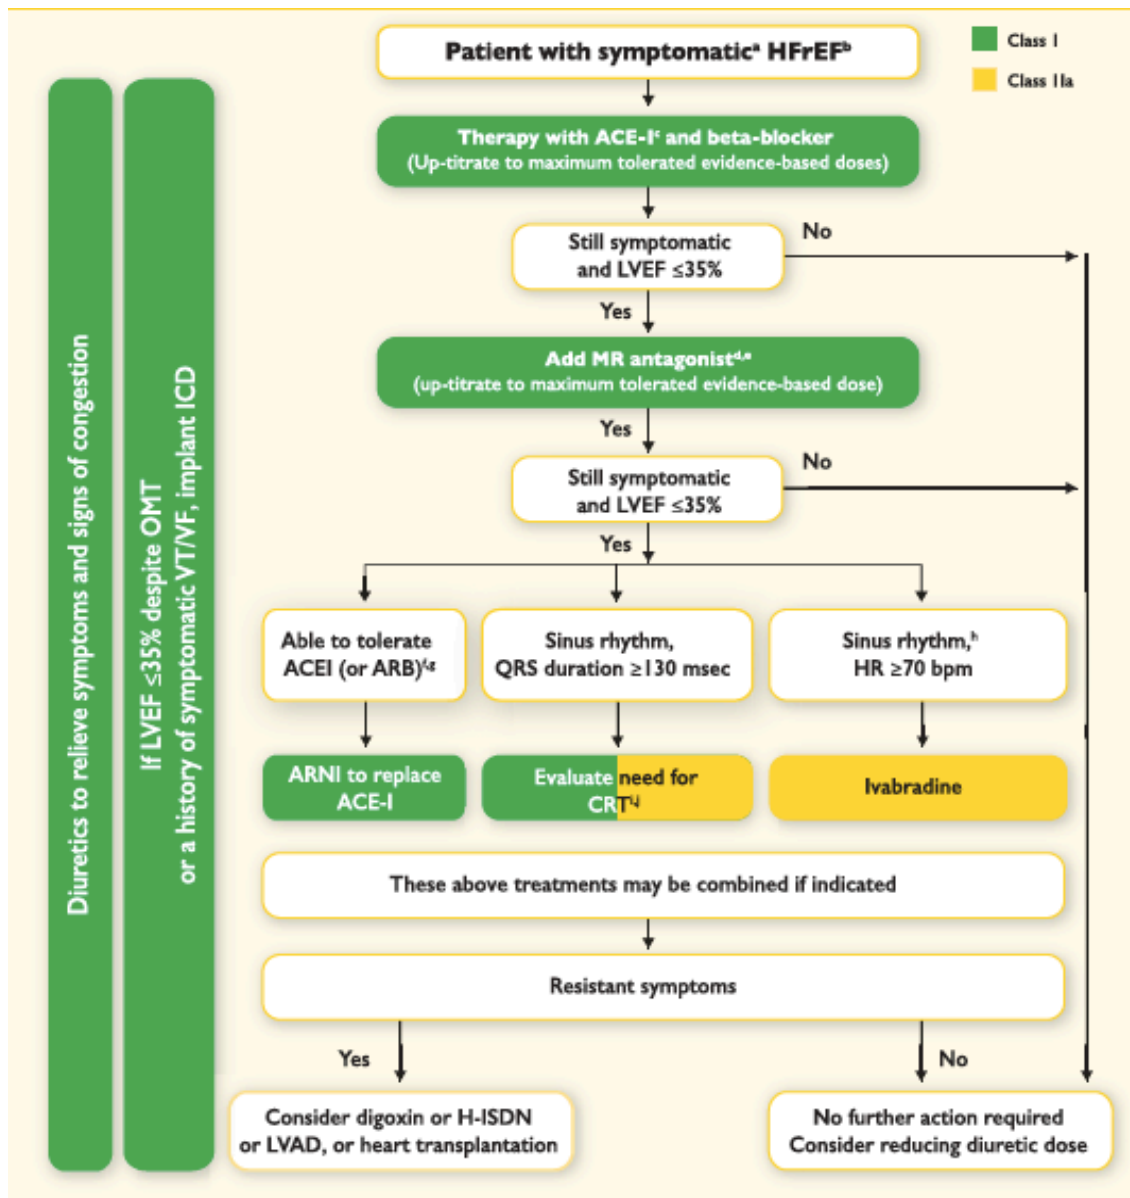 Patient with symptomaticᵃ HFrEFᵇ
Class I
Class IIa
Therapy with ACE-Iᶜ and beta-blocker
(Up-titrate to maximum tolerated evidence-based doses)
Still symptomatic
and LVEF ≤35%
No
Yes
Add MR antagonistᵈ,ᵉ
(up-titrate to maximum tolerated evidence-based dose)
Yes
Still symptomatic
and LVEF ≤35%
No
Yes
Able to tolerate
ACEI (or ARB)ᶠ,ᵍ
Sinus rhythm,
QRS duration ≥130 msec
Sinus rhythm,ʰ
HR ≥70 bpm
ARNI to replace
ACE-I
Evaluate need for
CRTⁱ,ʲ
Ivabradine
These above treatments may be combined if indicated
Resistant symptoms
Yes
No
Consider digoxin or H-ISDN
or LVAD, or heart transplantation
No further action required
Consider reducing diuretic dose
Diuretics to relieve symptoms and signs of congestion
If LVEF ≤35% despite OMT
or a history of symptomatic VT/VF, implant ICD